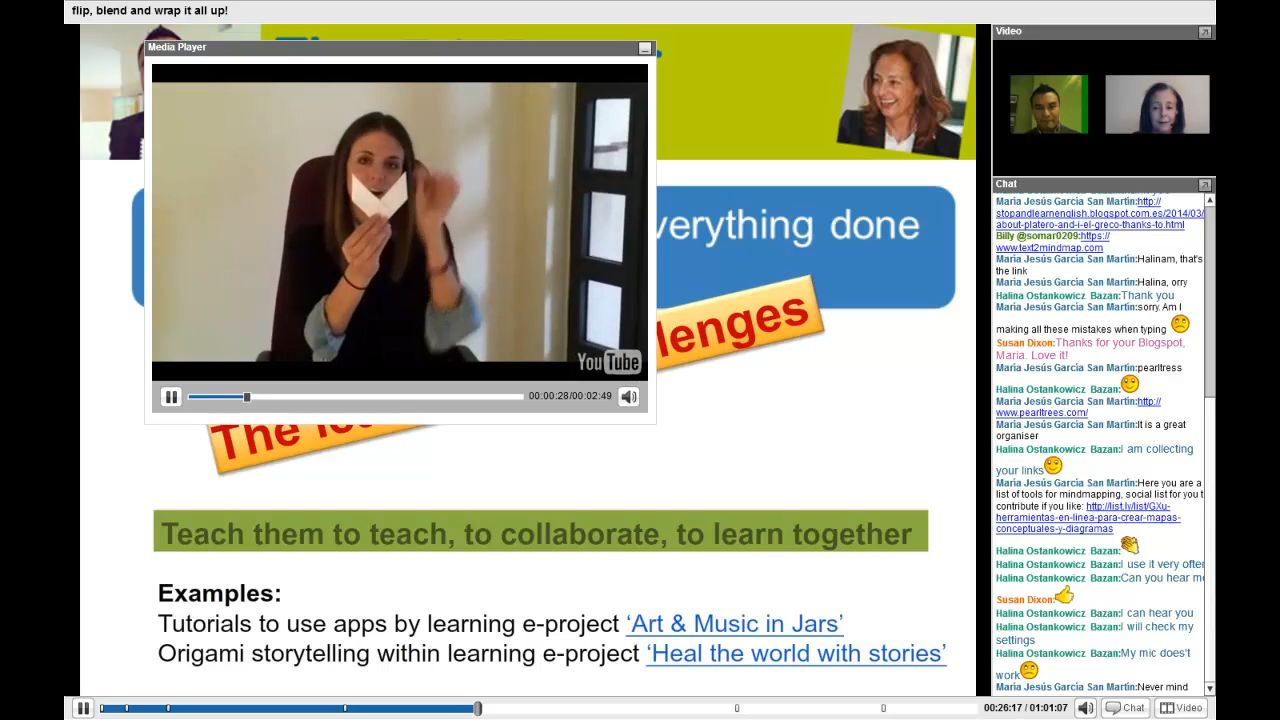 flip, blend and wrap it all up!
Media Player
YouTube
00:00:28/00:02:49
verything done
lenges
Teach them to teach, to collaborate, to learn together
Examples:
Tutorials to use apps by learning e-project ‘Art & Music in Jars’
Origami storytelling within learning e-project ‘Heal the world with stories’
Video
Chat
Maria Jesús García San Martín:http://
stopandlearnenglish.blogspot.com.es/2014/03/
about-platero-and-i-el-greco-thanks-to.html
Billy @somar0209:https://
www.text2mindmap.com
Maria Jesús García San Martín:Halinam, that's
the link
Maria Jesús García San Martín:Halina, orry
Halina Ostankowicz Bazan:Thank you
Maria Jesús García San Martín:sorry.Am I
making all these mistakes when typing
Susan Dixon:Thanks for your Blogspot,
Maria. Love it!
Maria Jesús García San Martín:pearltress
Halina Ostankowicz Bazan:
Maria Jesús García San Martín:http://
www.pearltrees.com/
Maria Jesús García San Martín:It is a great
organiser
Halina Ostankowicz Bazan:I am collecting
your links
Maria Jesús García San Martín:Here you are a
list of tools for mindmapping, social list for you t
contribute if you like: http://list.ly/list/GXu-
herramientas-en-linea-para-crear-mapas-
conceptuales-y-diagramas
Halina Ostankowicz Bazan:
Halina Ostankowicz Bazan:I use it very ofter
Halina Ostankowicz Bazan:Can you hear me
Susan Dixon:
Halina Ostankowicz Bazan:I can hear you
Halina Ostankowicz Bazan:I will check my
settings
Halina Ostankowicz Bazan:My mic does't
work
Maria Jesús García San Martín:Never mind
00:26:17 / 01:01:07
Chat
Video